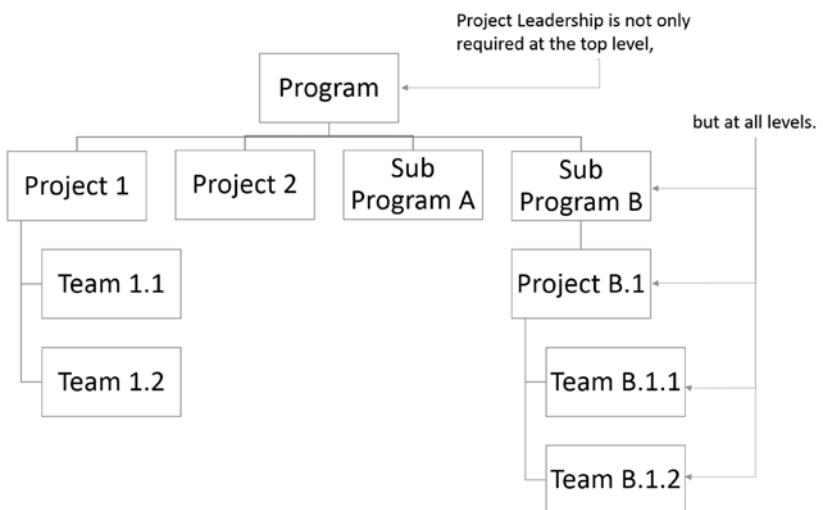 Project Leadership is not only
required at the top level,
Program
but at all levels.
Project 1
Project 2
Sub
Program A
Sub
Program B
Team 1.1
Project B.1
Team 1.2
Team B.1.1
Team B.1.2